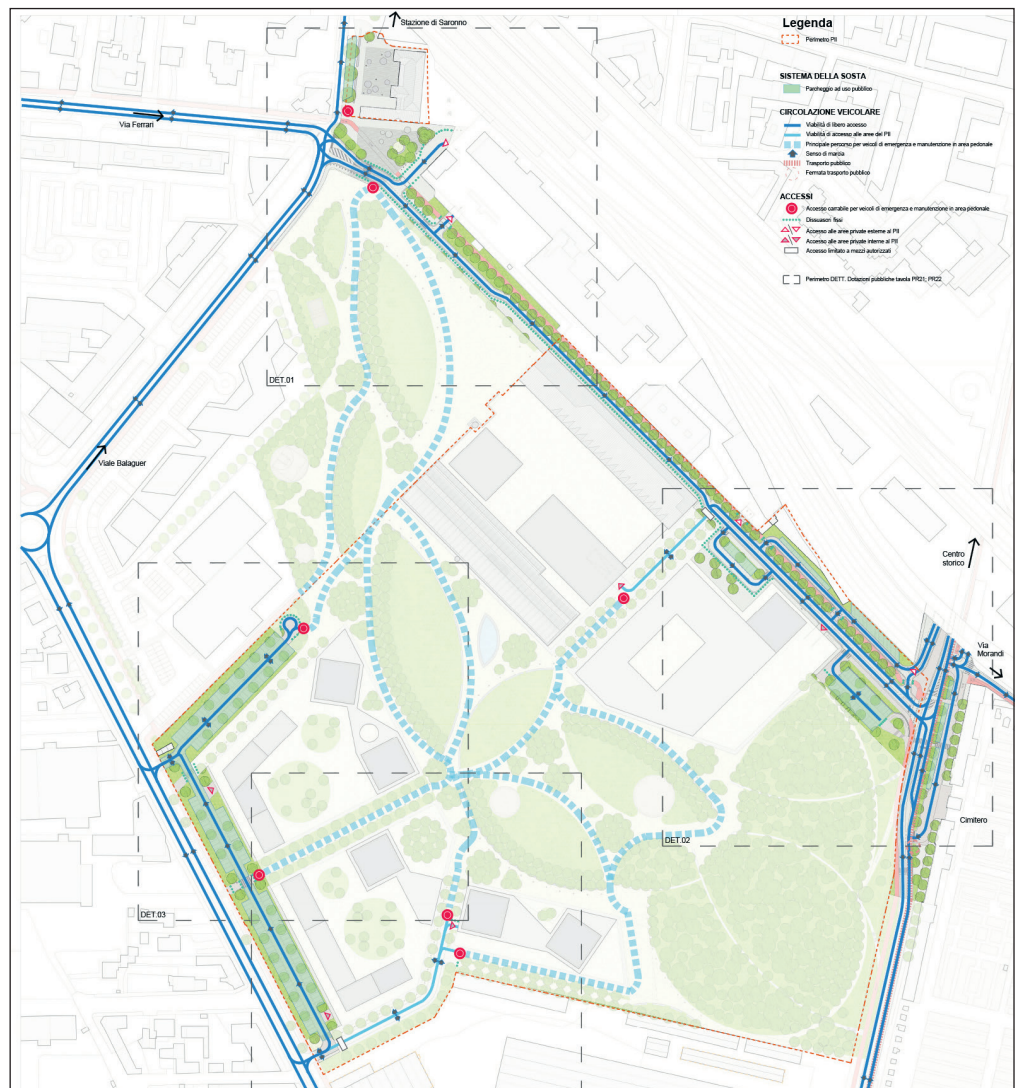 Stazione di Saronno
Via Ferrari
Viale Balaguer
DET.01
Centro
storico
Via
Morandi
Cimitero
DET.02
DET.03
Legenda
Perimetro PII
SISTEMA DELLA SOSTA
Parcheggio ad uso pubblico
CIRCOLAZIONE VEICOLARE
Viabilità di libero accesso
Viabilità di accesso alle aree del PII
Principale percorso per veicoli di emergenza e manutenzione in area pedonale
Senso di marcia
Trasporto pubblico
Fermata trasporto pubblico
ACCESSI
Accesso carrabile per veicoli di emergenza e manutenzione in area pedonale
Dissuasori fissi
Accesso alle aree private esterne al PII
Accesso alle aree private interne al PII
Accesso limitato a mezzi autorizzati
Perimetro DETT. Dotazioni pubbliche tavola PR21; PR22